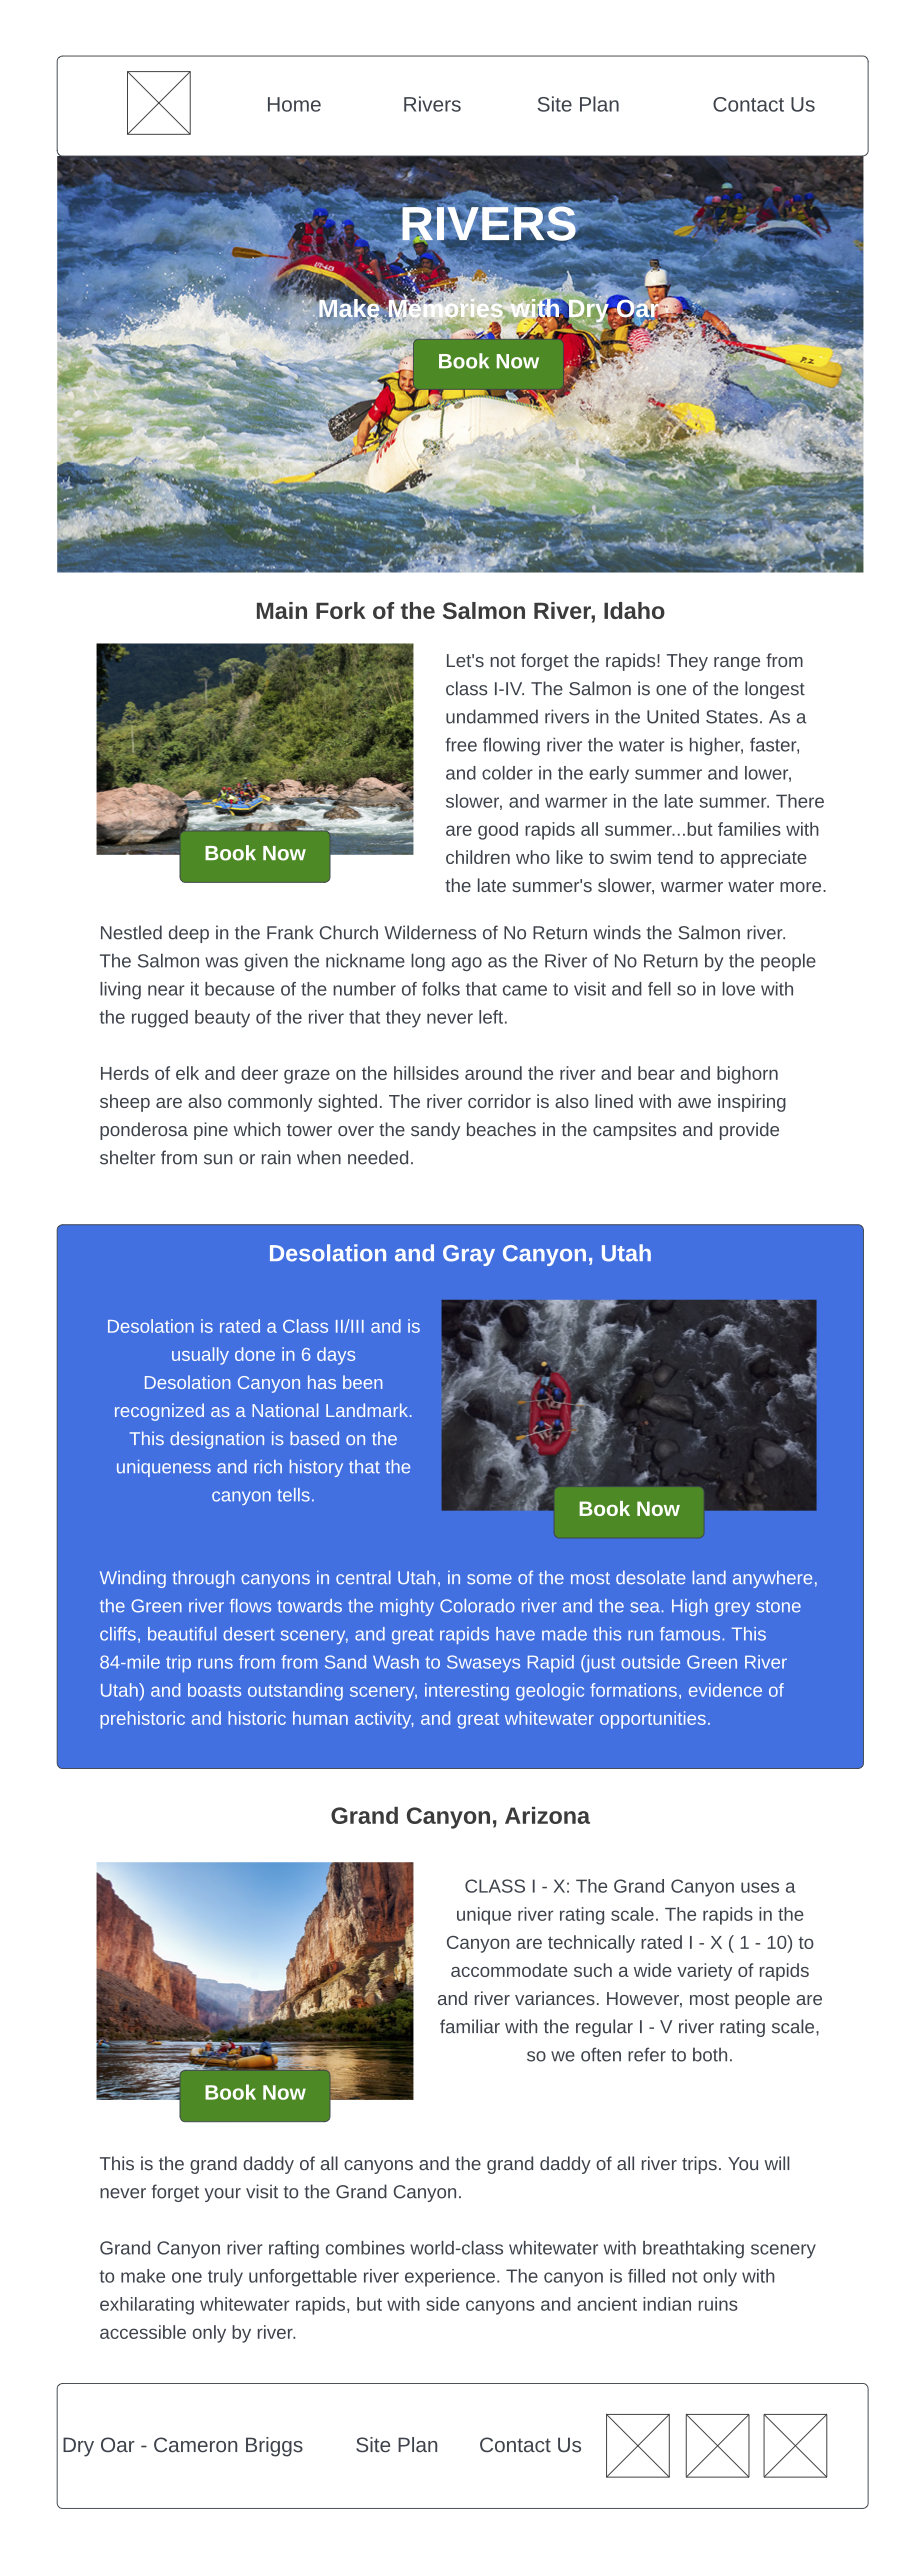 Home Rivers Site Plan Contact Us
RIVERS
Make Memories with Dry Oar
Book Now
Main Fork of the Salmon River, Idaho
Let's not forget the rapids! They range from
class I-IV. The Salmon is one of the longest
undammed rivers in the United States. As a
free flowing river the water is higher, faster,
and colder in the early summer and lower,
slower, and warmer in the late summer. There
are good rapids all summer...but families with
children who like to swim tend to appreciate
the late summer's slower, warmer water more.
Book Now
Nestled deep in the Frank Church Wilderness of No Return winds the Salmon river.
The Salmon was given the nickname long ago as the River of No Return by the people
living near it because of the number of folks that came to visit and fell so in love with
the rugged beauty of the river that they never left.
Herds of elk and deer graze on the hillsides around the river and bear and bighorn
sheep are also commonly sighted. The river corridor is also lined with awe inspiring
ponderosa pine which tower over the sandy beaches in the campsites and provide
shelter from sun or rain when needed.
Desolation and Gray Canyon, Utah
Desolation is rated a Class II/III and is
usually done in 6 days
Desolation Canyon has been
recognized as a National Landmark.
This designation is based on the
uniqueness and rich history that the
canyon tells.
Book Now
Winding through canyons in central Utah, in some of the most desolate land anywhere,
the Green river flows towards the mighty Colorado river and the sea. High grey stone
cliffs, beautiful desert scenery, and great rapids have made this run famous. This
84-mile trip runs from from Sand Wash to Swaseys Rapid (just outside Green River
Utah) and boasts outstanding scenery, interesting geologic formations, evidence of
prehistoric and historic human activity, and great whitewater opportunities.
Grand Canyon, Arizona
CLASS I - X: The Grand Canyon uses a
unique river rating scale. The rapids in the
Canyon are technically rated I - X ( 1 - 10) to
accommodate such a wide variety of rapids
and river variances. However, most people are
familiar with the regular I - V river rating scale,
so we often refer to both.
Book Now
This is the grand daddy of all canyons and the grand daddy of all river trips. You will
never forget your visit to the Grand Canyon.
Grand Canyon river rafting combines world-class whitewater with breathtaking scenery
to make one truly unforgettable river experience. The canyon is filled not only with
exhilarating whitewater rapids, but with side canyons and ancient indian ruins
accessible only by river.
Dry Oar - Cameron Briggs Site Plan Contact Us